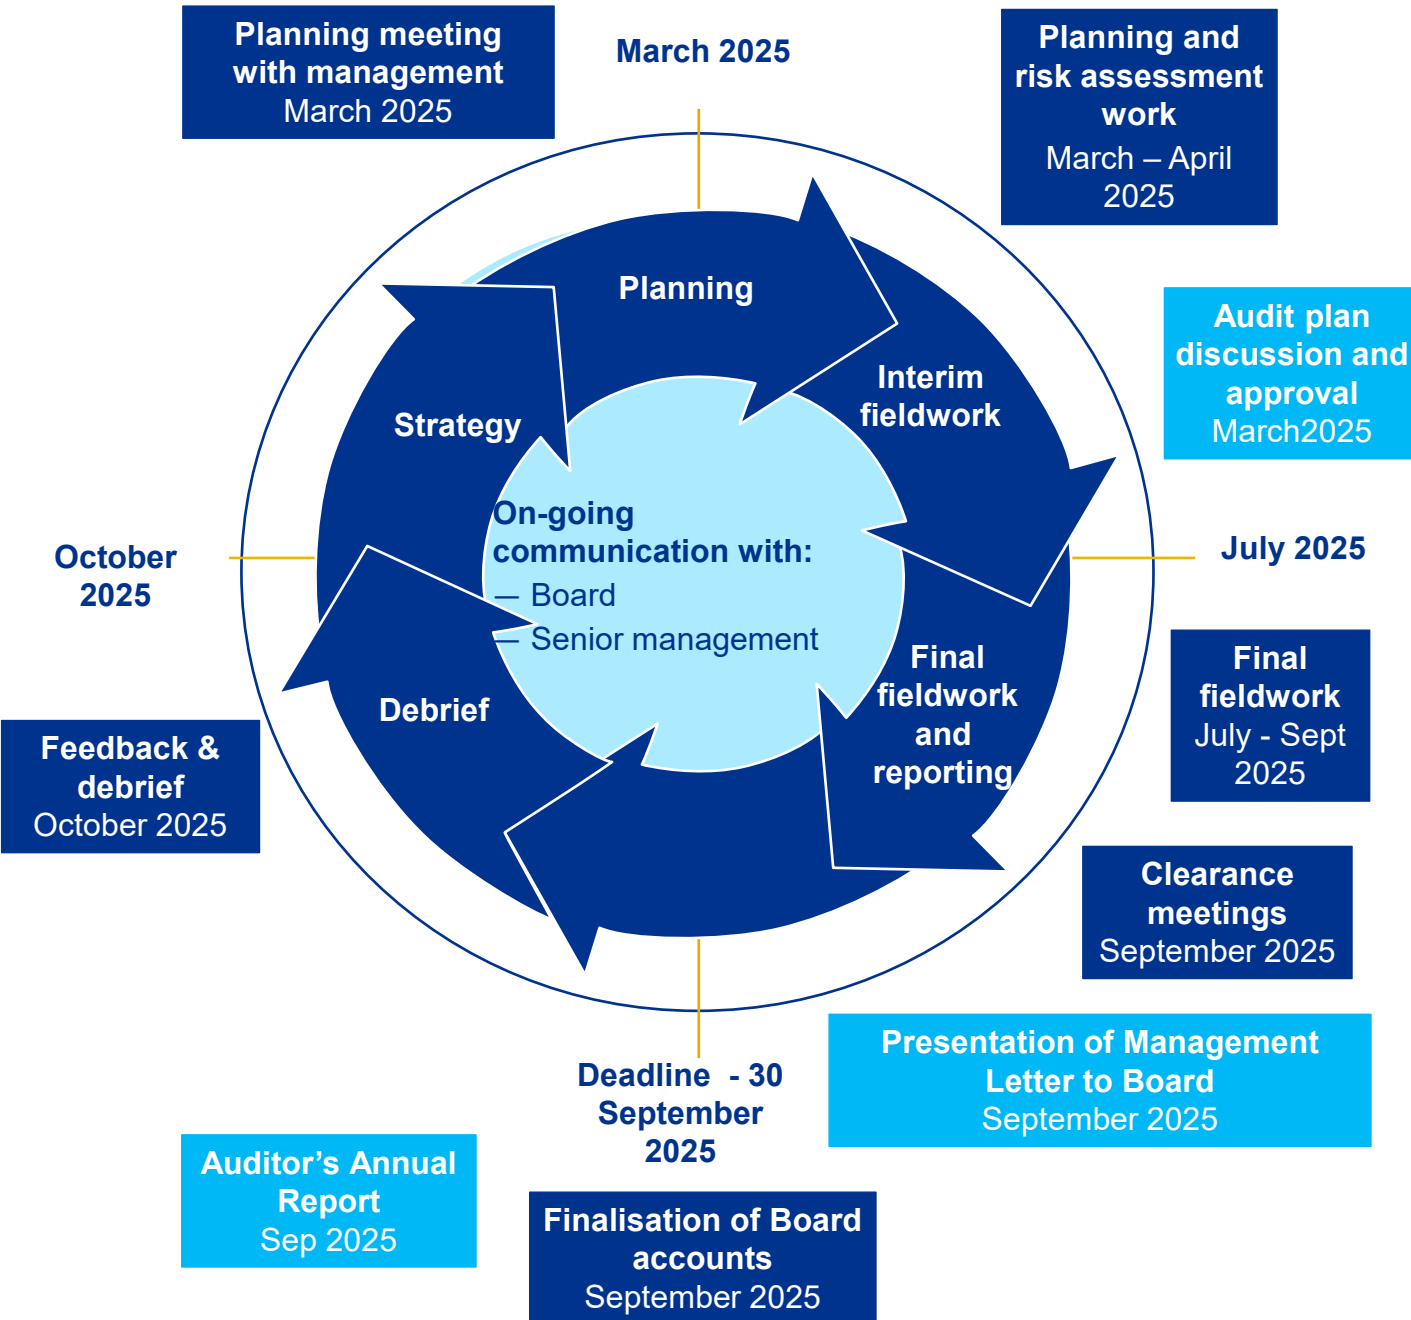 Planning meeting
with management
March 2025
March 2025
Planning and
risk assessment
work
March – April
2025
Planning
Audit plan
discussion and
approval
March2025
Interim
fieldwork
Strategy
On-going
communication with:
— Board
— Senior management
October
2025
July 2025
Final
fieldwork
and
reporting
Final
fieldwork
July - Sept
2025
Debrief
Feedback &
debrief
October 2025
Clearance
meetings
September 2025
Presentation of Management
Letter to Board
September 2025
Deadline  - 30
September
2025
Auditor’s Annual
Report
Sep 2025
Finalisation of Board
accounts
September 2025